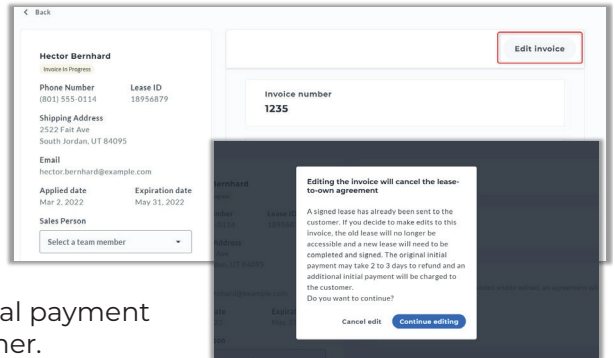 Back
Edit invoice
Hector Bernhard
Invoice In Progress
Phone Number Lease ID
(801) 555-0114 18956879
Invoice number
1235
Shipping Address
2522 Fait Ave
South Jordan, UT 84095
Email
hector.bernhard@example.com
Applied date Expiration date
Mar 2, 2022 May 31, 2022
Sales Person
Select a team member
Editing the invoice will cancel the lease-
to-own agreement
A signed lease has already been sent to the
customer. If you decide to make edits to this
invoice, the old lease will no longer be
accessible and a new lease will need to be
completed and signed. The original initial
payment may take 2 to 3 days to refund and an
additional initial payment will be charged to
the customer.
Do you want to continue?
Cancel edit Continue editing
al payment
ner.